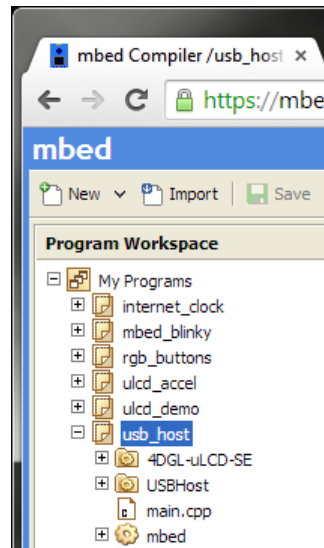 mbed Compiler /usb_host ×
https://mbe
mbed
New Import Save
Program Workspace
My Programs
internet_clock
mbed_blinky
rgb_buttons
ulcd_accel
ulcd_demo
usb_host
4DGL-uLCD-SE
USBHost
main.cpp
mbed